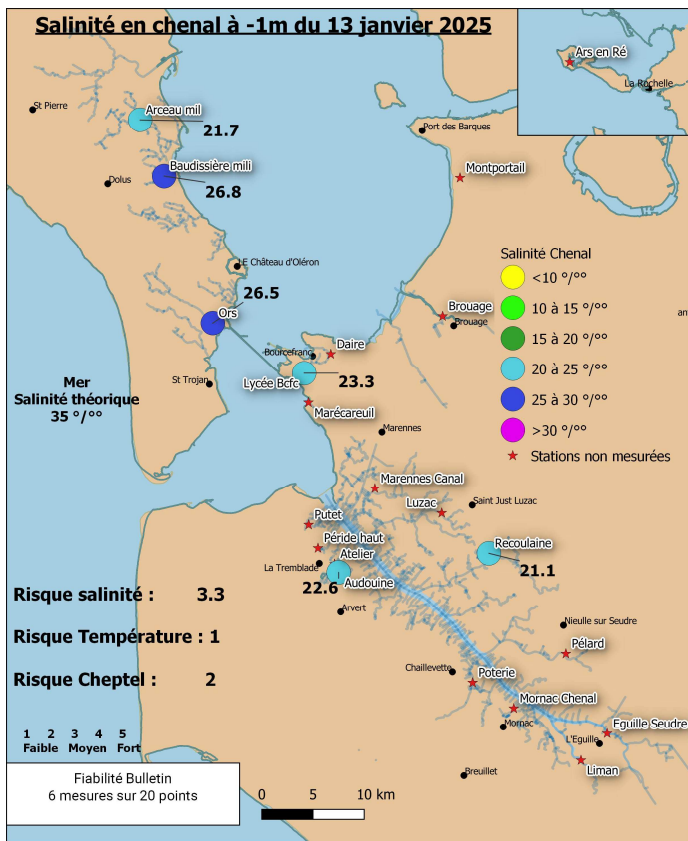 Salinité en chenal à -1m du 13 janvier 2025
Ars en Ré
La Rochelle
St Pierre
Arceau mil
21.7
Port des Barques
Baudissière mili
Dolus
26.8
Montportail
Salinité Chenal
<10 °/°°
10 à 15 °/°°
15 à 20 °/°°
20 à 25 °/°°
25 à 30 °/°°
>30 °/°°
Stations non mesurées
LE Château d'Oléron
26.5
Ors
Brouage
Brouage
an
Daire
Bourcefranc
Lycée Bcfc
23.3
St Trojan
Mer
Salinité théorique
35 °/°°
Marécareuil
Marennes
Marennes Canal
Luzac
Saint Just Luzac
Putet
Péride haut
Atelier
La Tremblade
22.6
Audouine
Arvert
Recoulaine
21.1
Risque salinité : 3.3
Risque Température : 1
Risque Cheptel : 2
Nieulle sur Seudre
Pélard
Chaillevette
Poterie
Mornac Chenal
Mornac
Eguille Seudre
L'Eguille
Liman
Breuillet
1 2 3 4 5
Faible Moyen Fort
Fiabilité Bulletin
6 mesures sur 20 points
0 5 10 km